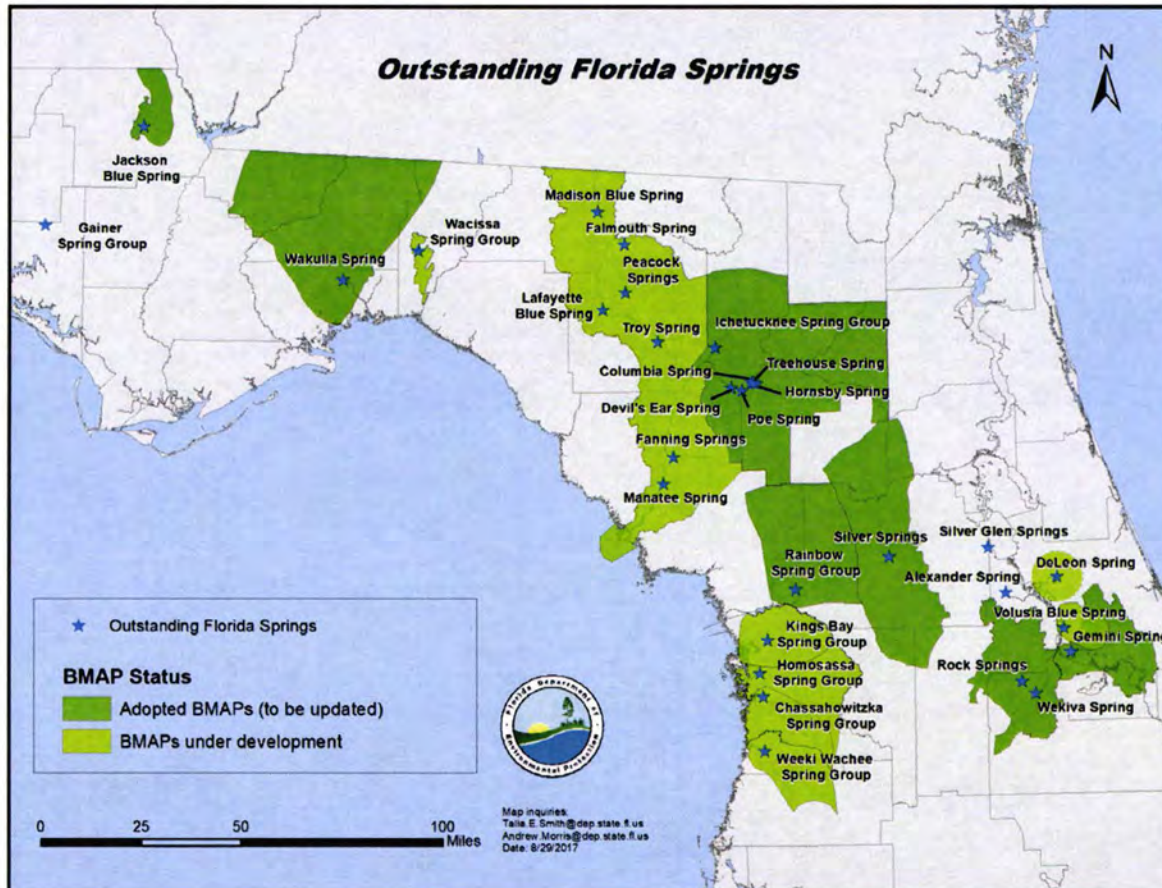 Outstanding Florida Springs
N
Jackson
Blue Spring
Gainer
Spring Group
Wakulla Spring
Wacissa
Spring Group
Madison Blue Spring
Falmouth Spring
Peacock
Springs
Lafayette
Blue Spring
Troy Spring
Ichetucknee Spring Group
Columbia Spring
Treehouse Spring
Hornsby Spring
Devil's Ear Spring
Poe Spring
Fanning Springs
Manatee Spring
Silver Springs
Silver Glen Springs
Rainbow
Spring Group
DeLeon Spring
Alexander Spring
Volusia Blue Spring
Gemini Spring
Kings Bay
Spring Group
Rock Springs
Homosassa
Spring Group
Wekiva Spring
Chassahowitzka
Spring Group
Weeki Wachee
Spring Group
Outstanding Florida Springs
BMAP Status
Adopted BMAPs (to be updated)
BMAPs under development
Florida Department of
Environmental Protection
0 25 50 100
Miles
Map inquiries:
Talia.E.Smith@dep.state.fl.us
Andrew.Morris@dep.state.fl.us
Date: 8/29/2017